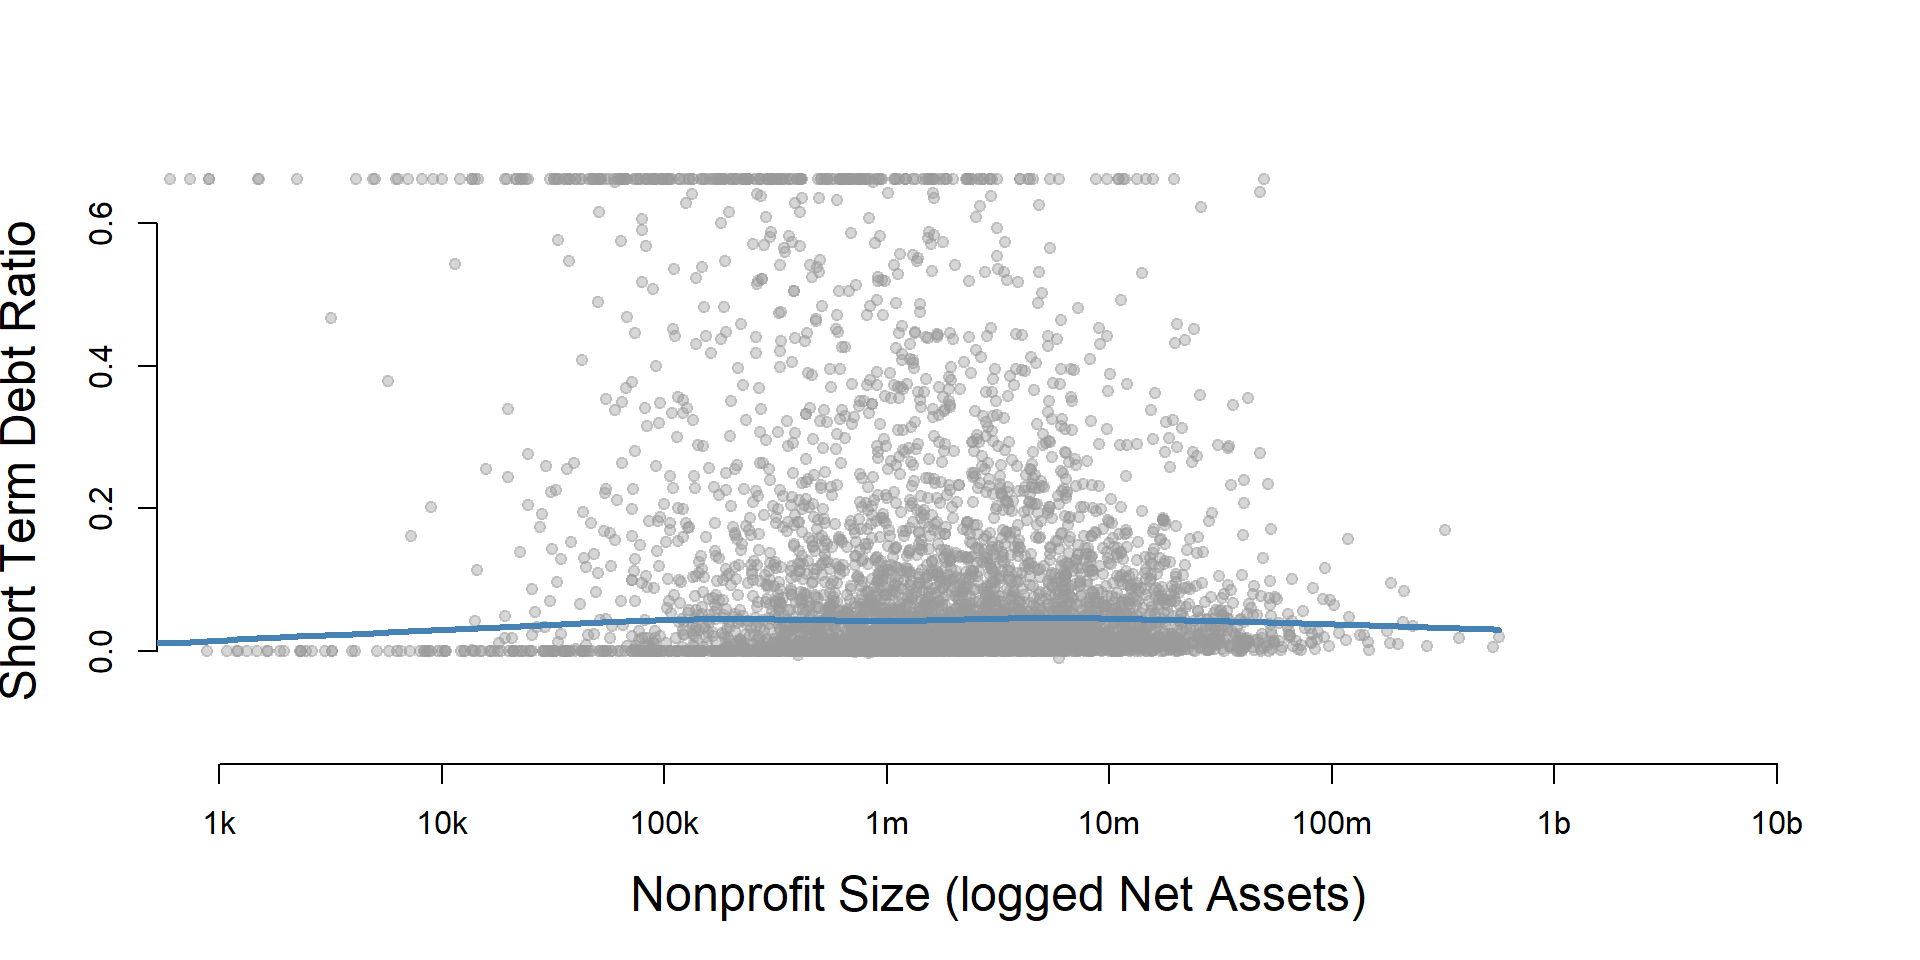 Short Term Debt Ratio
0.6
0.4
0.2
0.0
1k 10k 100k 1m 10m 100m 1b 10b
Nonprofit Size (logged Net Assets)